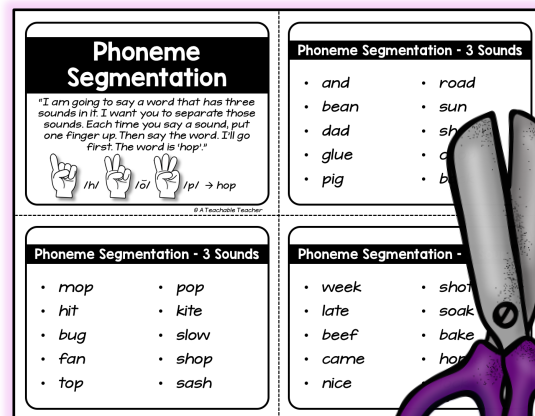 Phoneme
Segmentation
"I am going to say a word that has three
sounds in it. I want you to separate those
sounds. Each time you say a sound, put
one finger up. Then say the word. I'll go
first. The word is 'hop'."
/h/ /ō/ /p/ → hop
© A Teachable Teacher
Phoneme Segmentation - 3 Sounds
• and • road
• bean • sun
• dad
• glue
• pig
Phoneme Segmentation - 3 Sounds
• mop • pop
• hit • kite
• bug • slow
• fan • shop
• top • sash
Phoneme Segmentation -
• week • shot
• late • soak
• beef • bake
• came
• nice